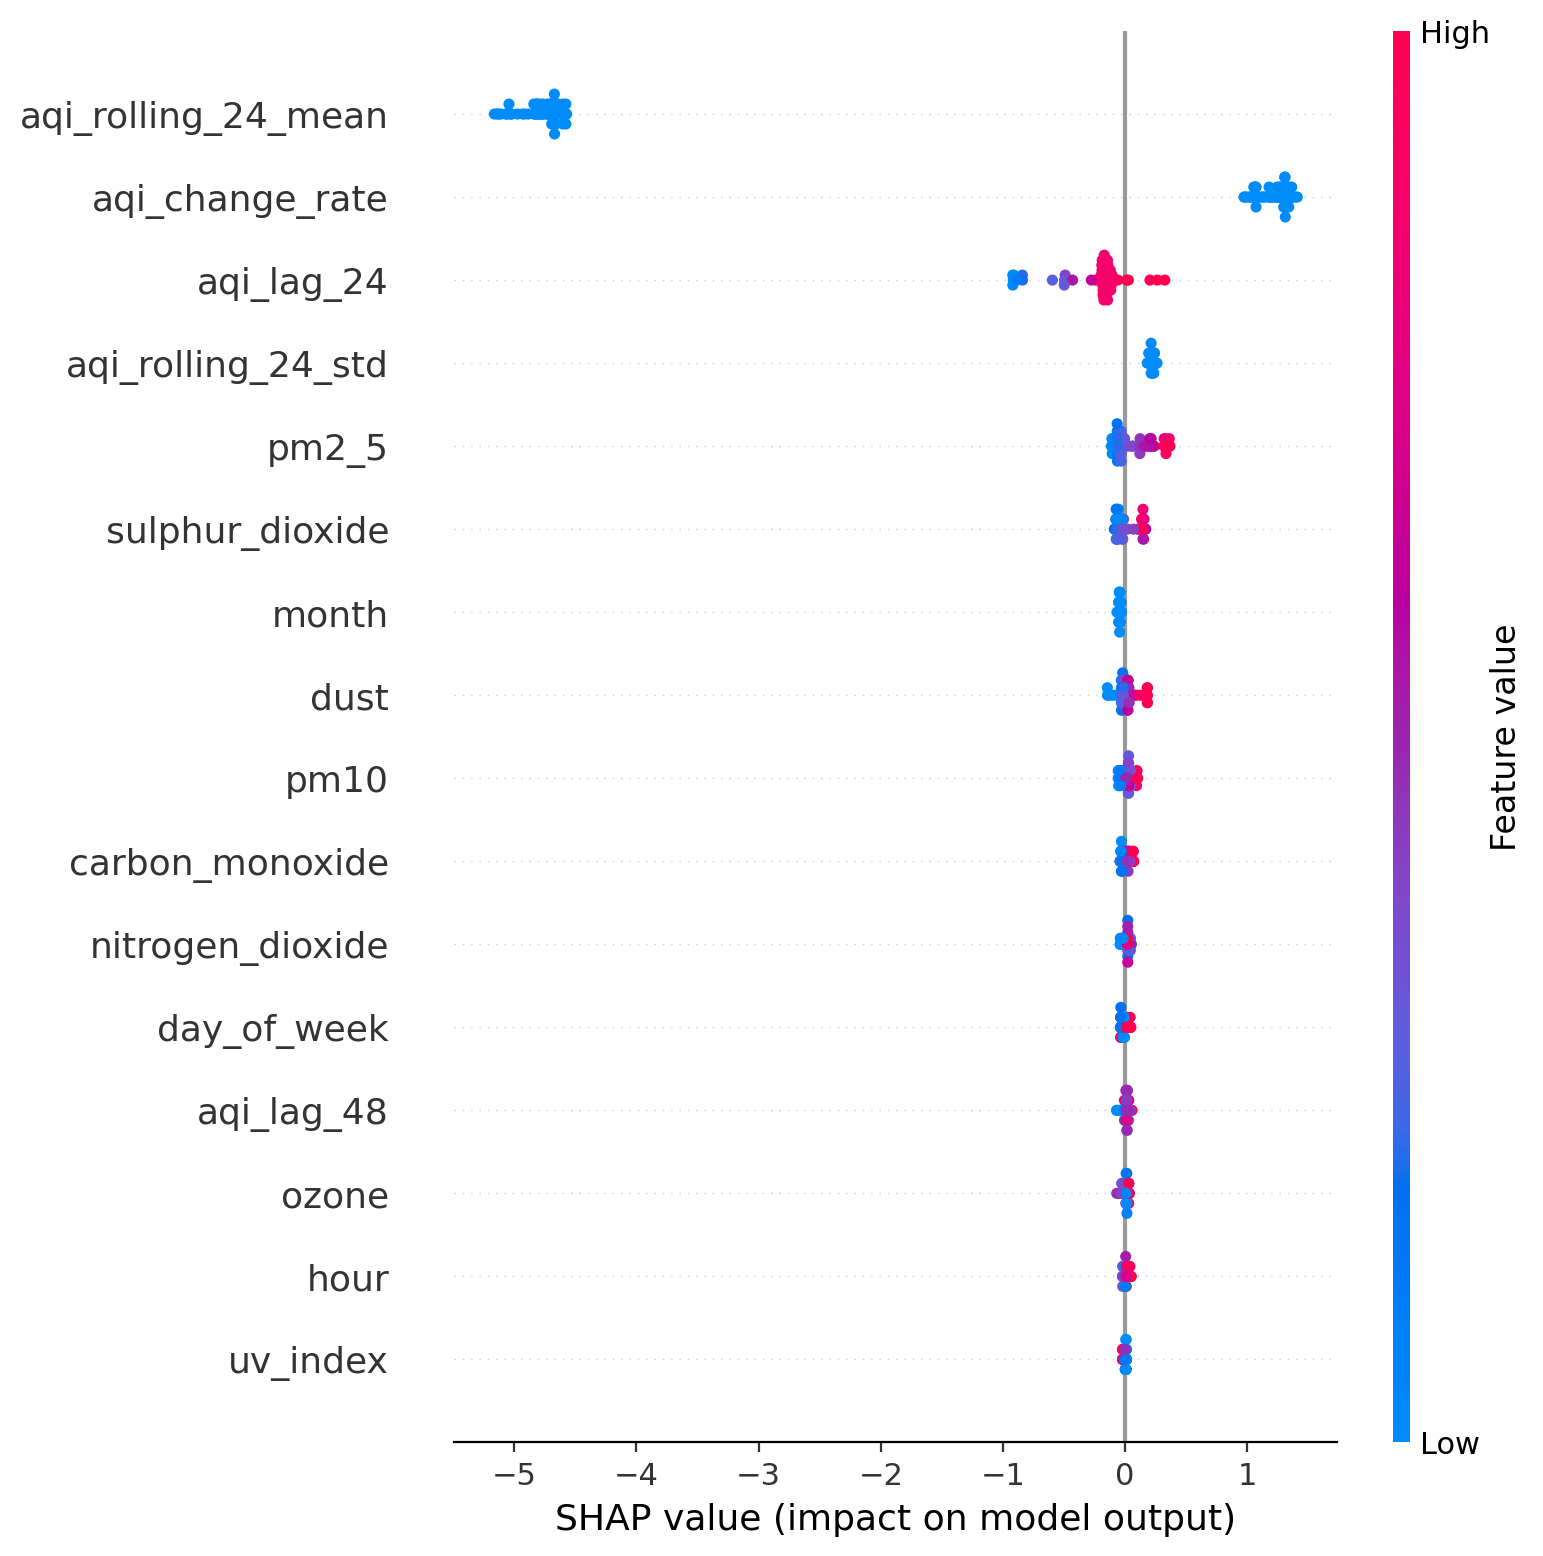 High
aqi_rolling_24_mean
aqi_change_rate
aqi_lag_24
aqi_rolling_24_std
pm2_5
sulphur_dioxide
month
dust
pm10
carbon_monoxide
nitrogen_dioxide
day_of_week
aqi_lag_48
ozone
hour
uv_index
Feature value
Low
−5 −4 −3 −2 −1 0 1
SHAP value (impact on model output)